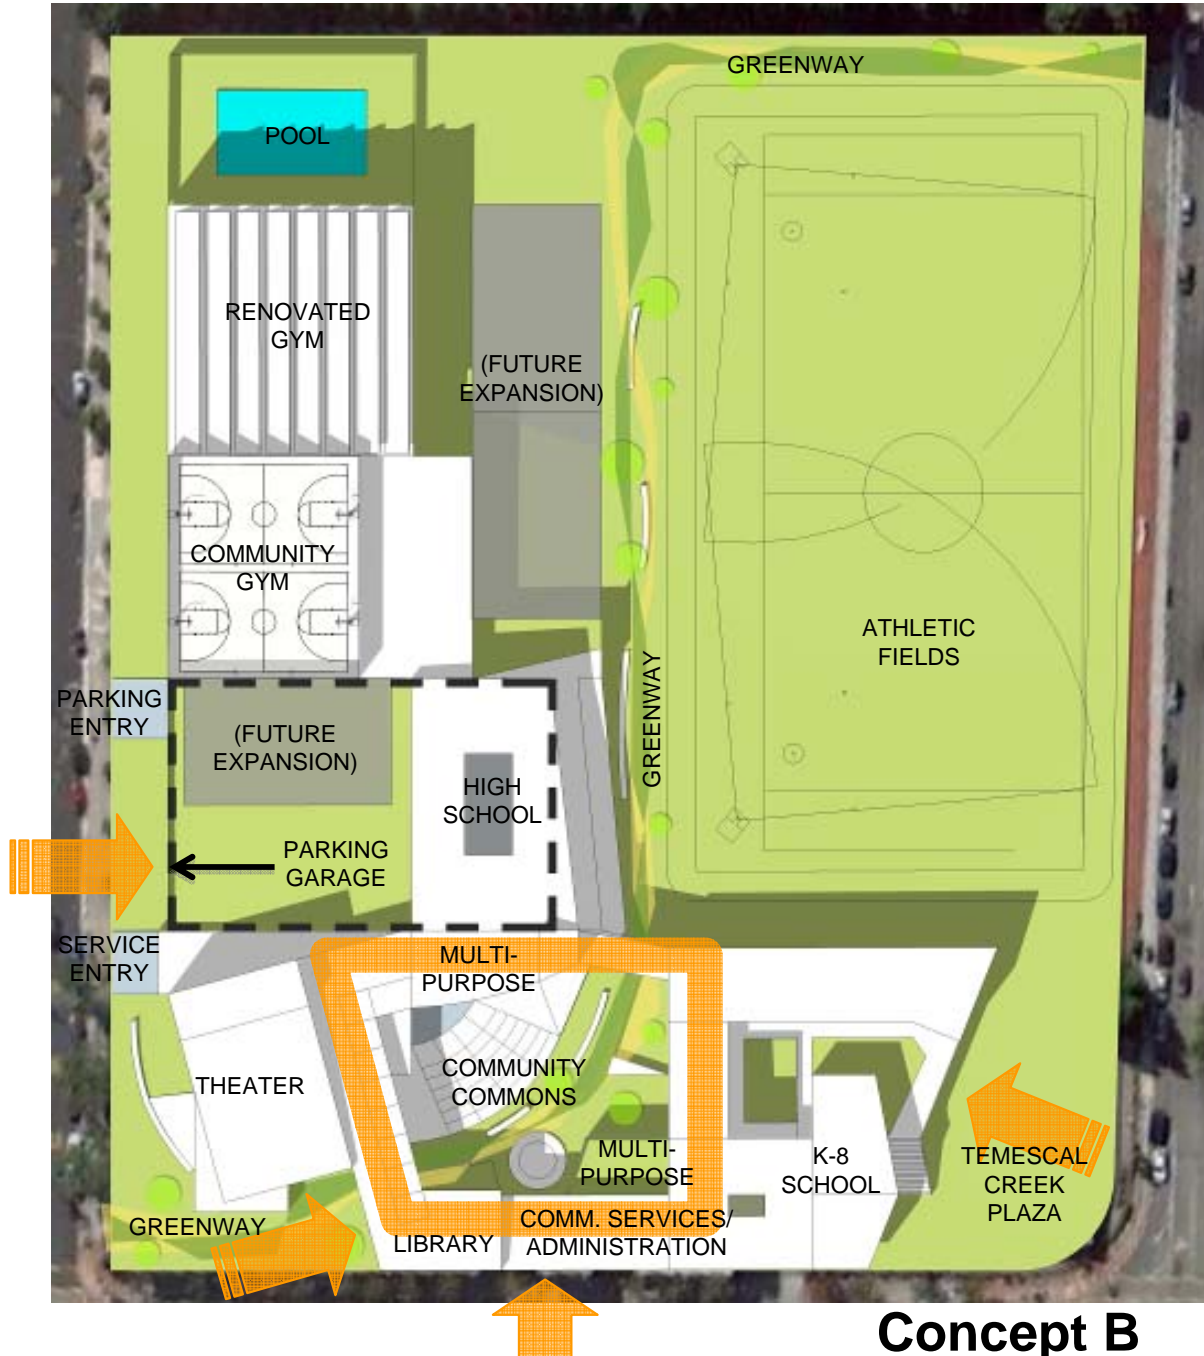 GREENWAY
POOL
RENOVATED
GYM
(FUTURE
EXPANSION)
COMMUNITY
GYM
ATHLETIC
FIELDS
GREENWAY
PARKING
ENTRY
(FUTURE
EXPANSION)
HIGH
SCHOOL
PARKING
GARAGE
SERVICE
ENTRY
MULTI-
PURPOSE
COMMUNITY
COMMONS
THEATER
MULTI-
PURPOSE
K-8
SCHOOL
TEMESCAL
CREEK
PLAZA
GREENWAY
LIBRARY
COMM. SERVICES/
ADMINISTRATION
Concept B